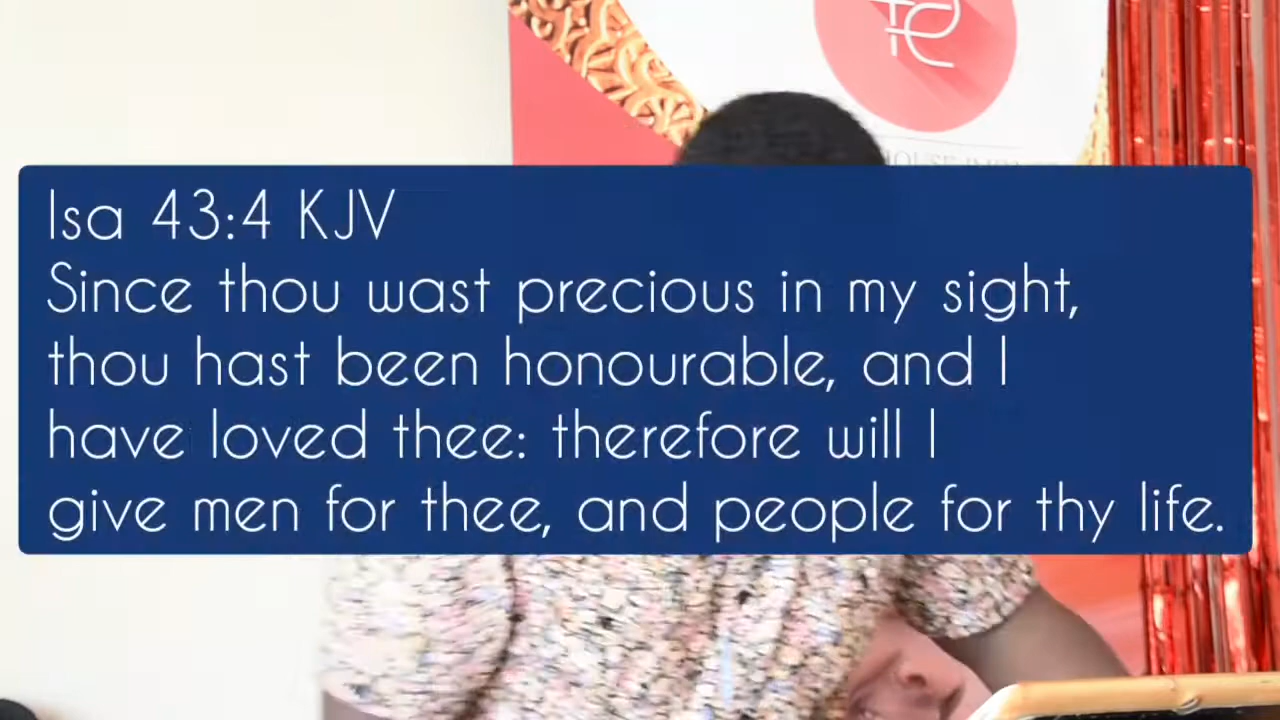 Isa 43:4 KJV
Since thou wast precious in my sight,
thou hast been honourable, and I
have loved thee: therefore will I
give men for thee, and people for thy life.